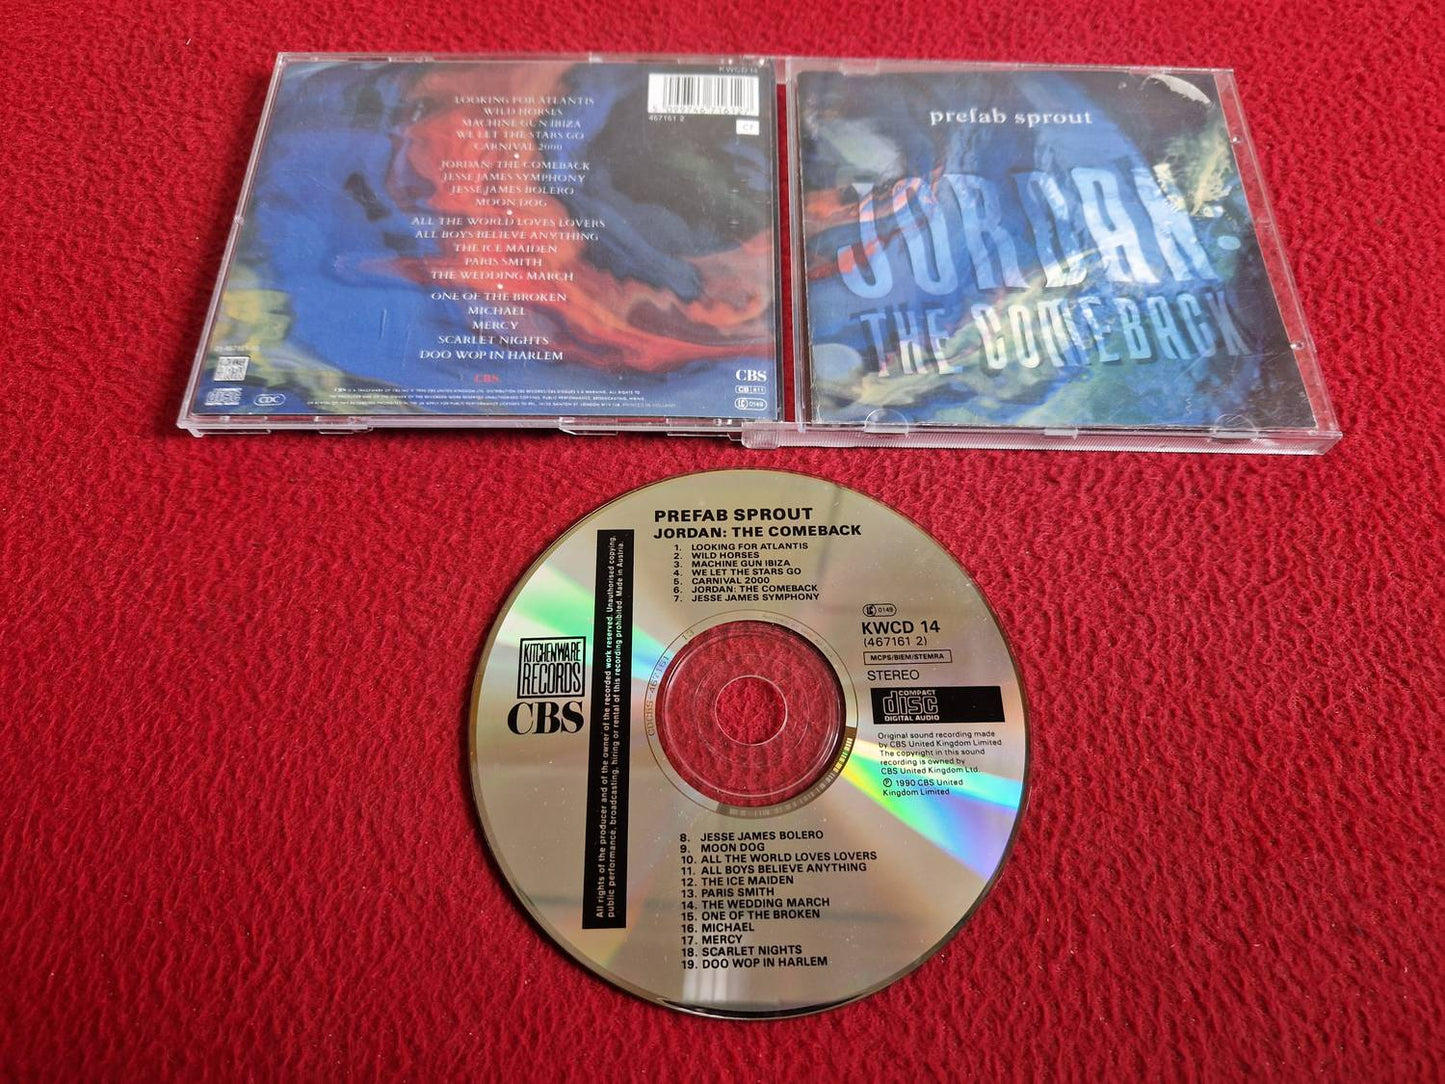 KWCD 14
LOOKING FOR ATLANTIS
WILD HORSES
MACHINE GUN IBIZA
WE LET THE STARS GO
CARNIVAL 2000
JORDAN: THE COMEBACK
JESSE JAMES SYMPHONY
JESSE JAMES BOLERO
MOON DOG
ALL THE WORLD LOVES LOVERS
ALL BOYS BELIEVE ANYTHING
THE ICE MAIDEN
PARIS SMITH
THE WEDDING MARCH
ONE OF THE BROKEN
MICHAEL
MERCY
SCARLET NIGHTS
DOO WOP IN HARLEM
467161 2
CBS
CBS
CB 811
LC 0149
CDC
prefab sprout
JORDAN
THE COMEBACK
PREFAB SPROUT
JORDAN: THE COMEBACK
1. LOOKING FOR ATLANTIS
2. WILD HORSES
3. MACHINE GUN IBIZA
4. WE LET THE STARS GO
5. CARNIVAL 2000
6. JORDAN: THE COMEBACK
7. JESSE JAMES SYMPHONY
All rights of the producer and of the owner of the recorded work reserved. Unauthorised copying,
public performance, broadcasting, hiring or rental of this recording prohibited. Made in Austria.
KITCHENWARE
RECORDS
CBS
LC 0149
KWCD 14
(467161 2)
MCPS/BIEM/STEMRA
STEREO
COMPACT
disc
DIGITAL AUDIO
Original sound recording made
by CBS United Kingdom Limited
The copyright in this sound
recording is owned by
CBS United Kingdom Ltd.
℗ 1990 CBS United
Kingdom Limited
8. JESSE JAMES BOLERO
9. MOON DOG
10. ALL THE WORLD LOVES LOVERS
11. ALL BOYS BELIEVE ANYTHING
12. THE ICE MAIDEN
13. PARIS SMITH
14. THE WEDDING MARCH
15. ONE OF THE BROKEN
16. MICHAEL
17. MERCY
18. SCARLET NIGHTS
19. DOO WOP IN HARLEM